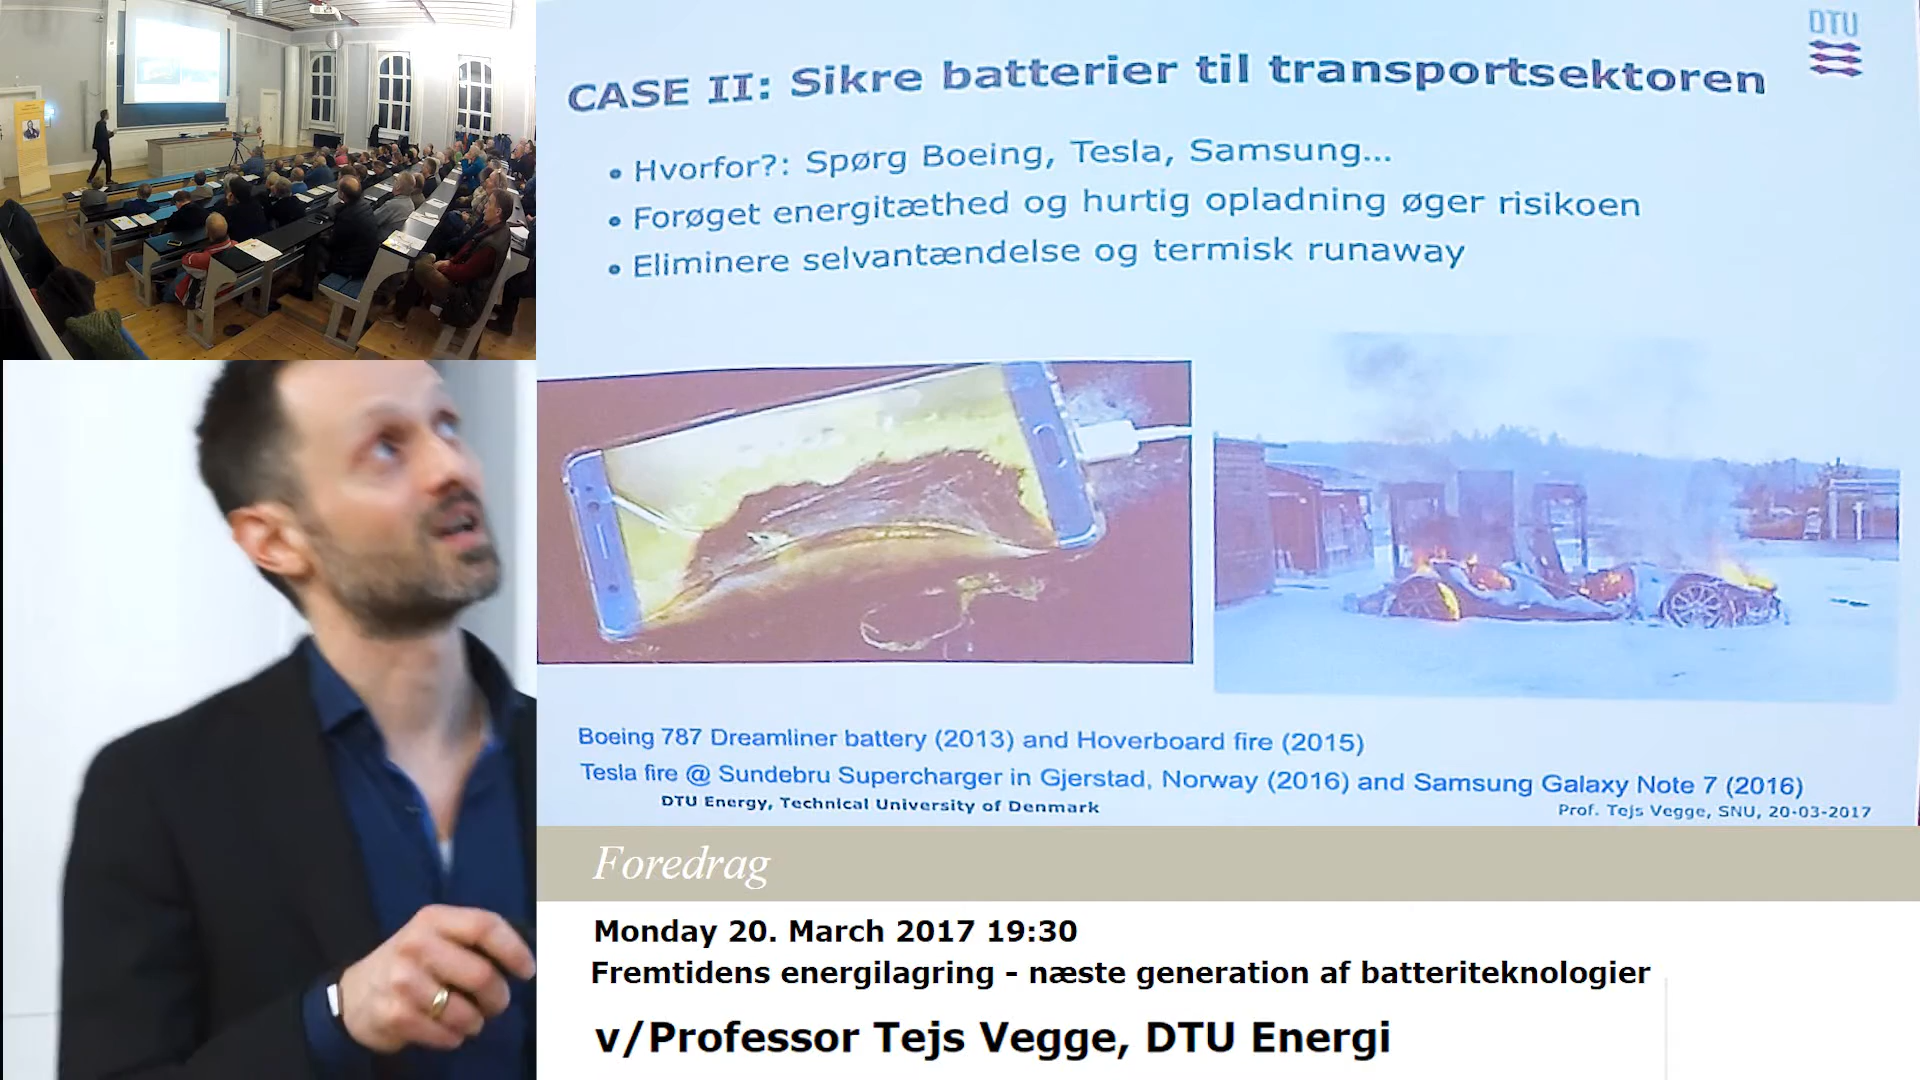 DTU
CASE II: Sikre batterier til transportsektoren
• Hvorfor?: Spørg Boeing, Tesla, Samsung...
• Forøget energitæthed og hurtig opladning øger risikoen
• Eliminere selvantændelse og termisk runaway
Boeing 787 Dreamliner battery (2013) and Hoverboard fire (2015)
Tesla fire @ Sundebru Supercharger in Gjerstad, Norway (2016) and Samsung Galaxy Note 7 (2016)
DTU Energy, Technical University of Denmark
Prof. Tejs Vegge, SNU, 20-03-2017
Foredrag
Monday 20. March 2017 19:30
Fremtidens energilagring - næste generation af batteriteknologier
v/Professor Tejs Vegge, DTU Energi